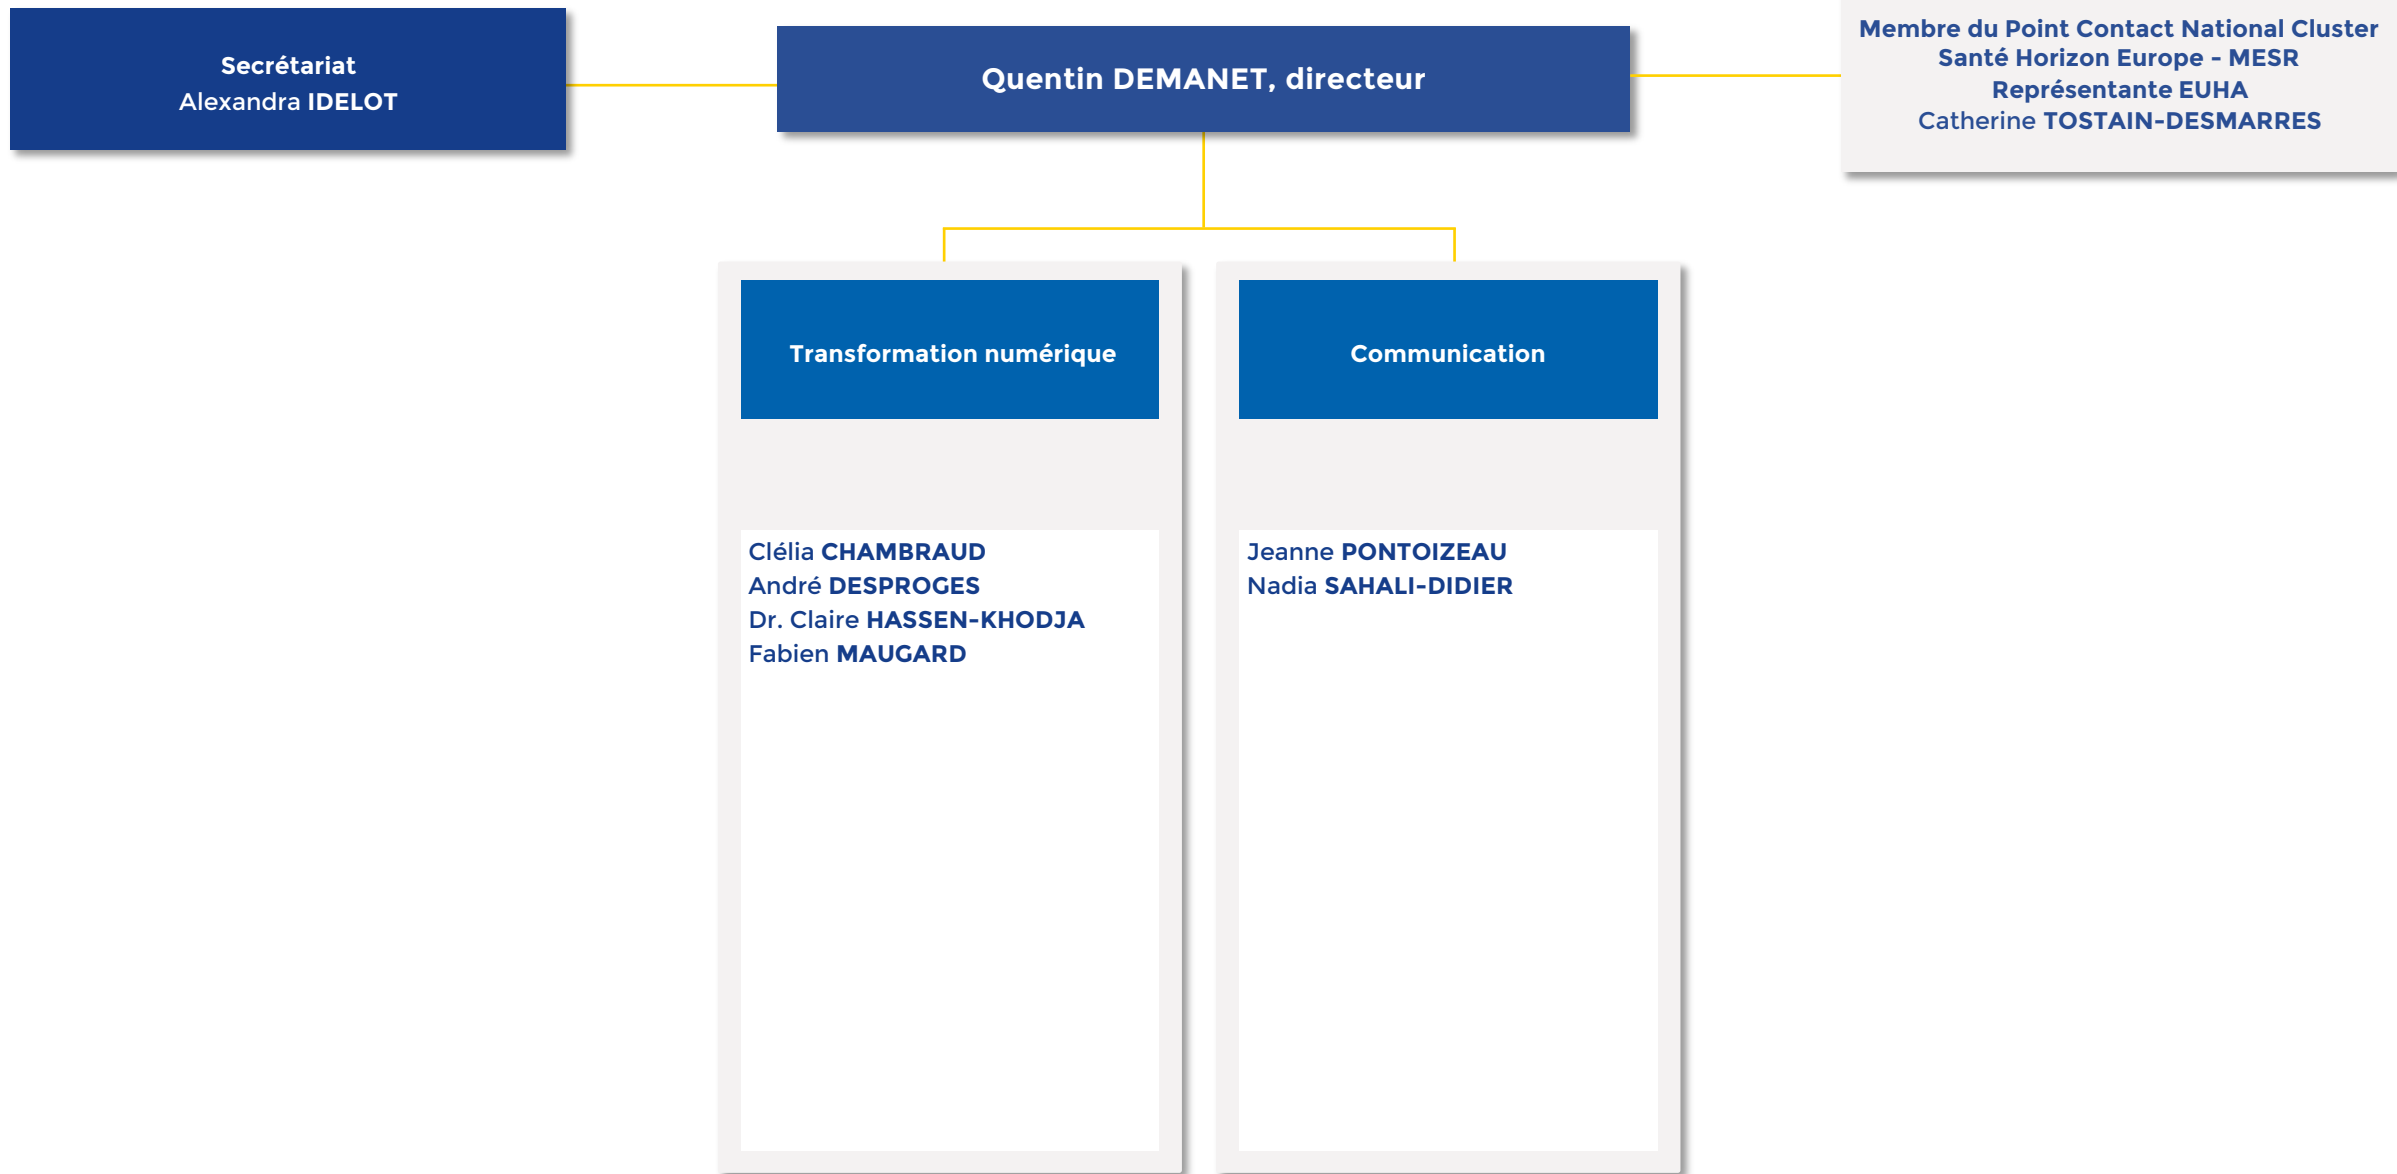 Secrétariat
Alexandra IDELOT
Quentin DEMANET, directeur
Membre du Point Contact National Cluster
Santé Horizon Europe - MESR
Représentante EUHA
Catherine TOSTAIN-DESMARRES
Transformation numérique
Clélia CHAMBRAUD
André DESPROGES
Dr. Claire HASSEN-KHODJA
Fabien MAUGARD
Communication
Jeanne PONTOIZEAU
Nadia SAHALI-DIDIER